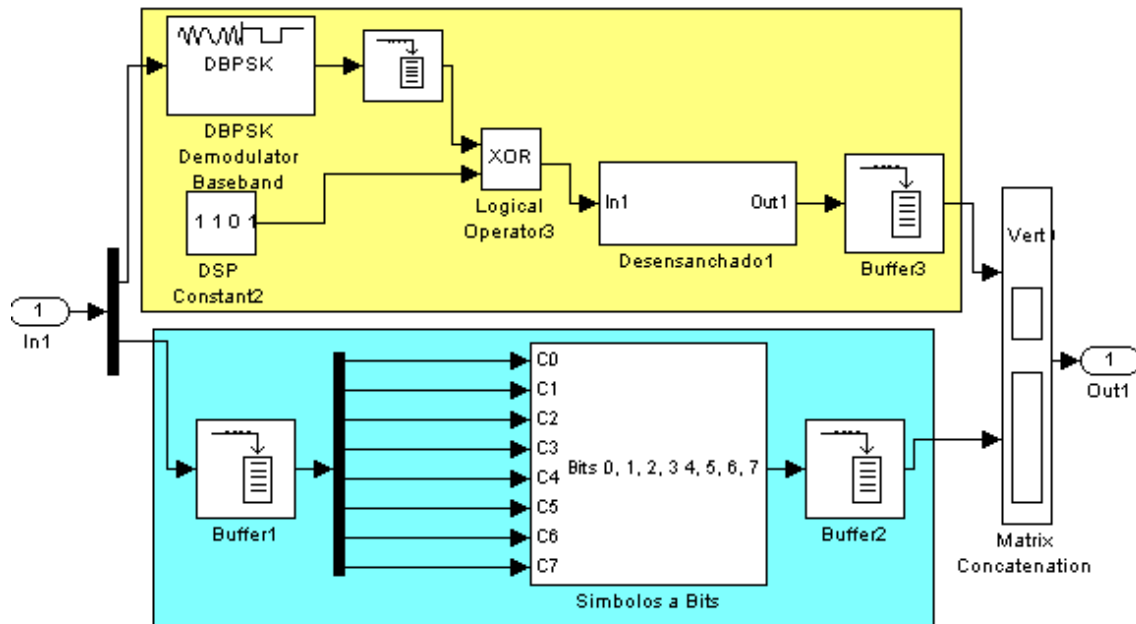 DBPSK
DBPSK
Demodulator
Baseband
XOR
Logical
Operator3
1 1 0 1
DSP
Constant2
In1
Out1
Desensanchado1
Buffer3
Vert
1
In1
C0
C1
C2
C3
C4
C5
C6
C7
Bits 0, 1, 2, 3 4, 5, 6, 7
Simbolos a Bits
Buffer1
Buffer2
1
Out1
Matrix
Concatenation